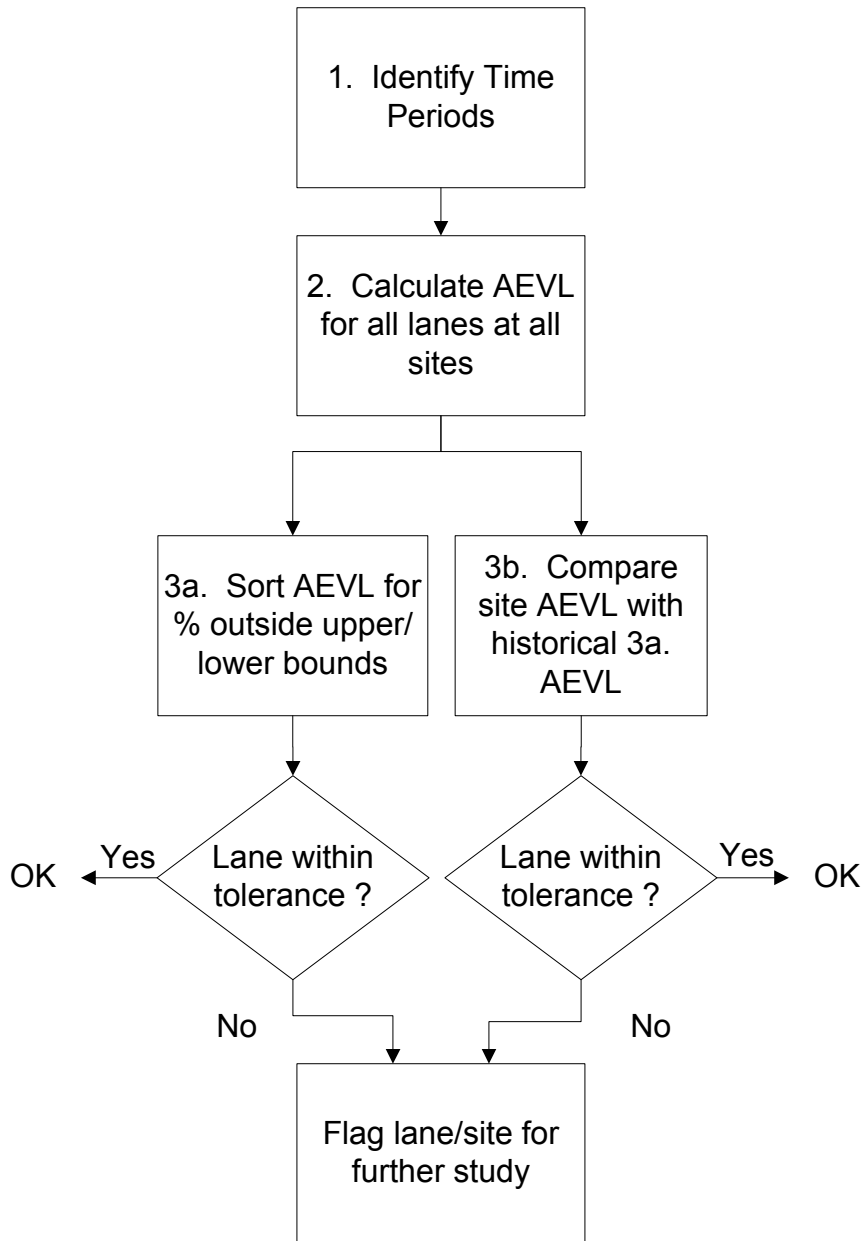 1. Identify Time
Periods
2. Calculate AEVL
for all lanes at all
sites
3a. Sort AEVL for
% outside upper/
lower bounds
3b. Compare
site AEVL with
historical 3a.
AEVL
OK
Yes
Lane within
tolerance ?
Lane within
tolerance ?
Yes
OK
No
No
Flag lane/site for
further study